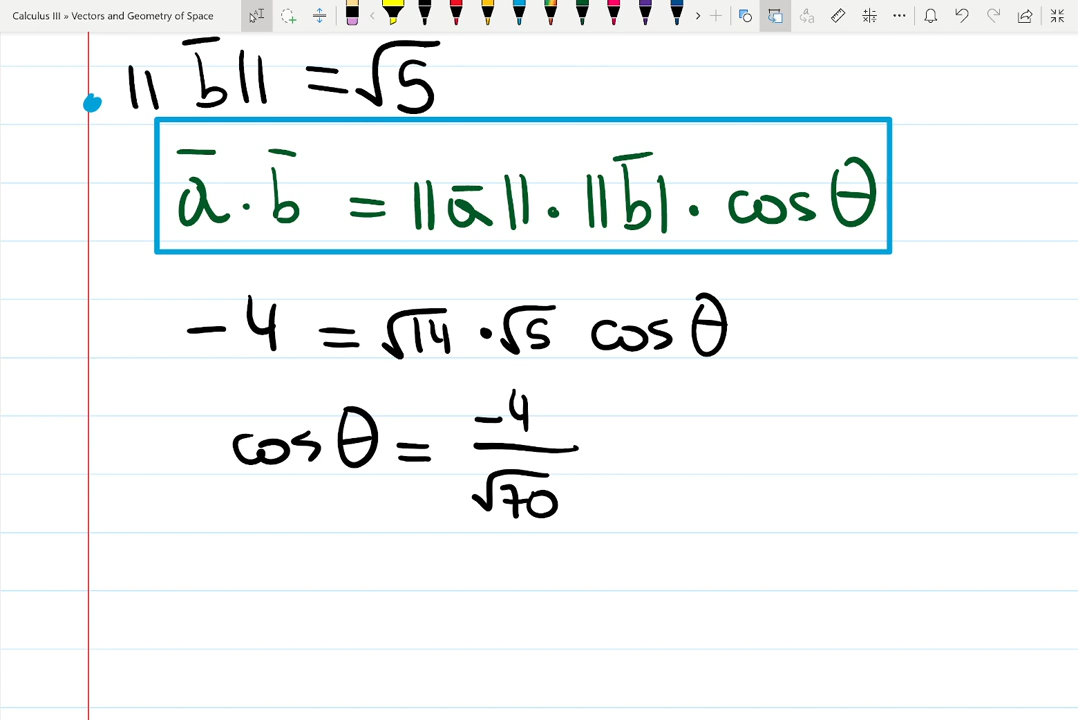 Calculus III » Vectors and Geometry of Space
||b̄|| = √5
ā · b̄ = ||ā|| · ||b̄| · cos θ
-4 = √14 · √5 cos θ
cos θ = -4/√70